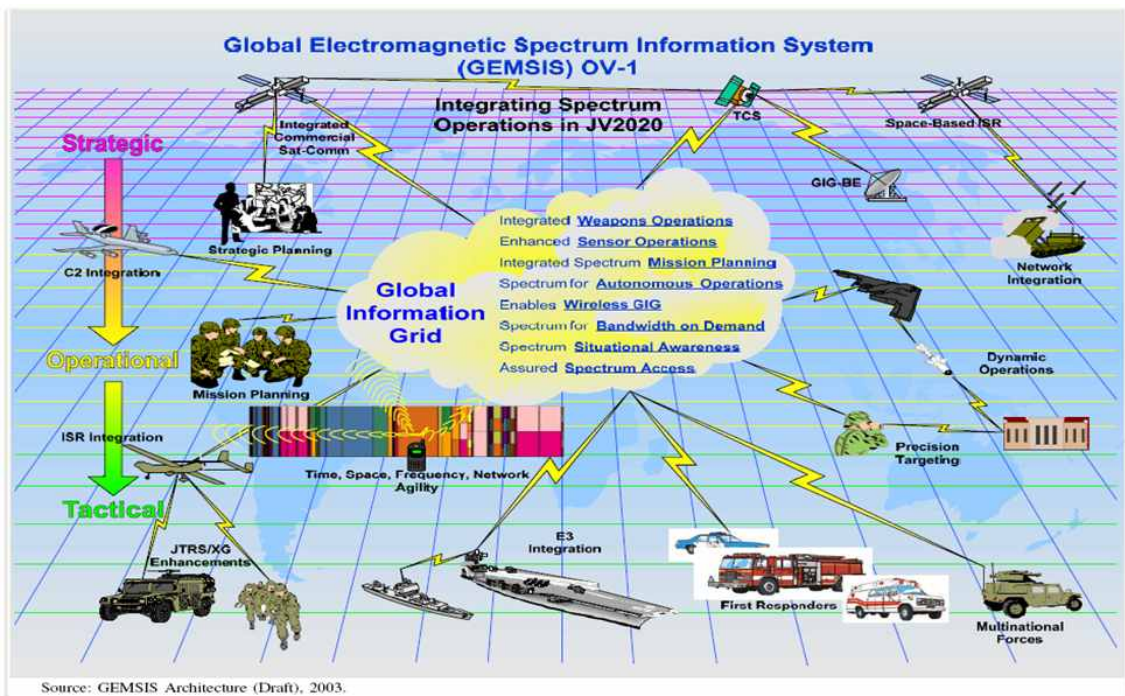 Global Electromagnetic Spectrum Information System
(GEMSIS) OV-1
Integrating Spectrum
Operations in JV2020
Integrated
Commercial
Sat-Comm
TCS
Space-Based ISR
Strategic
GIG-BE
Strategic Planning
C2 Integration
Network
Integration
Integrated Weapons Operations
Enhanced Sensor Operations
Integrated Spectrum Mission Planning
Spectrum for Autonomous Operations
Enables Wireless GIG
Spectrum for Bandwidth on Demand
Spectrum Situational Awareness
Assured Spectrum Access
Global
Information
Grid
Operational
Mission Planning
Dynamic
Operations
ISR Integration
Precision
Targeting
Time, Space, Frequency, Network
Agility
Tactical
JTRS/XG
Enhancements
E3
Integration
First Responders
Multinational
Forces
Source: GEMSIS Architecture (Draft), 2003.